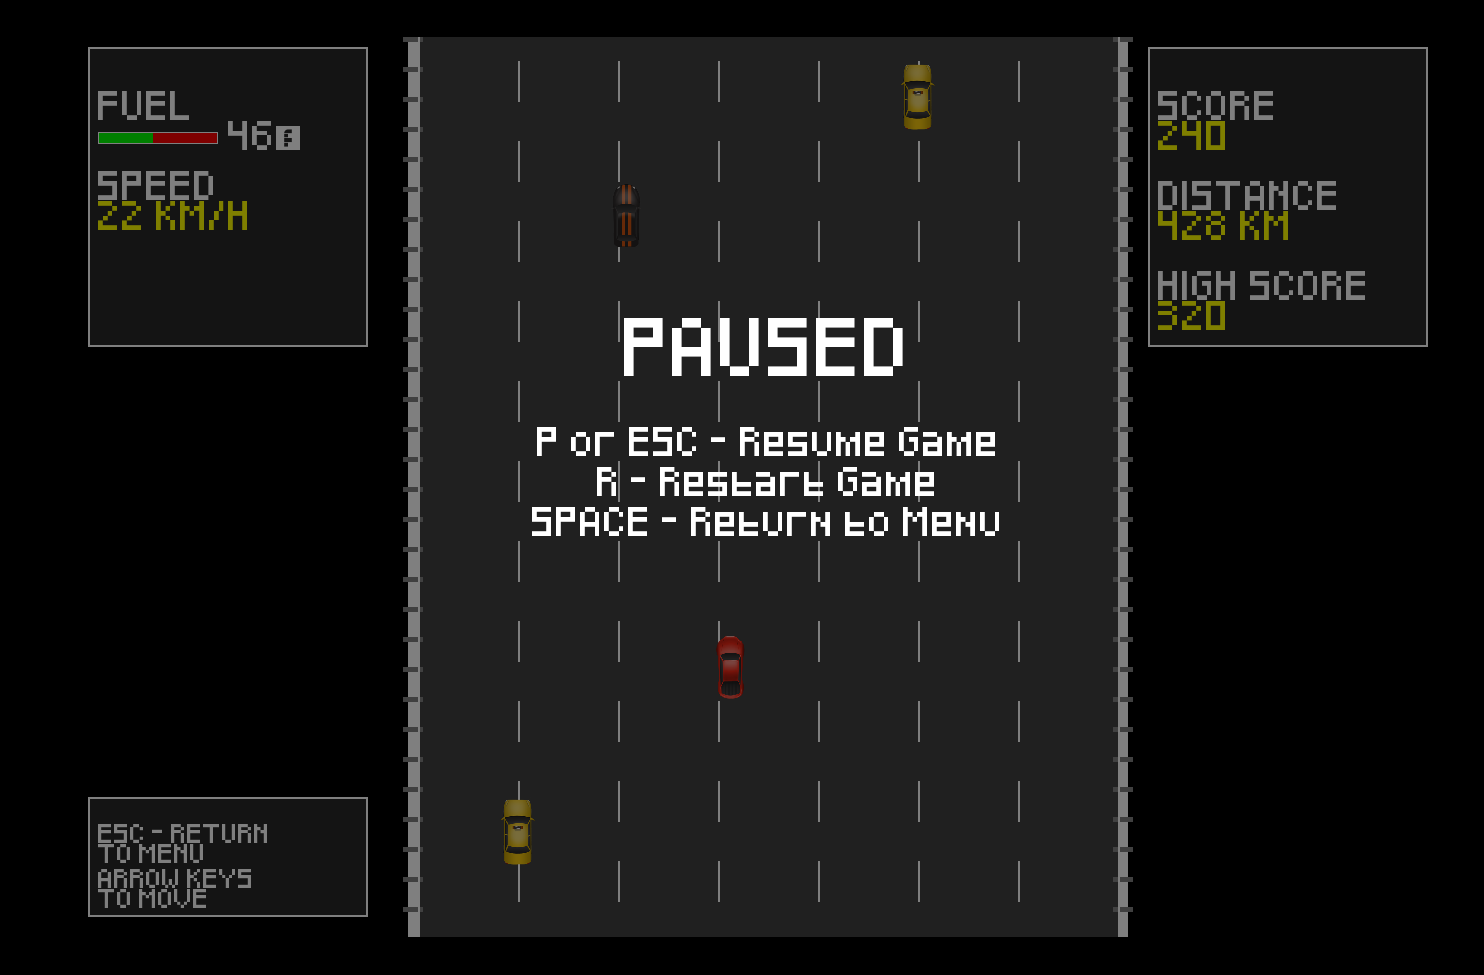 FUEL
46
SPEED
22 KM/H
SCORE
240
DISTANCE
428 KM
HIGH SCORE
320
PAUSED
P or ESC - Resume Game
R - Restart Game
SPACE - Return to Menu
ESC - RETURN
TO MENU
ARROW KEYS
TO MOVE